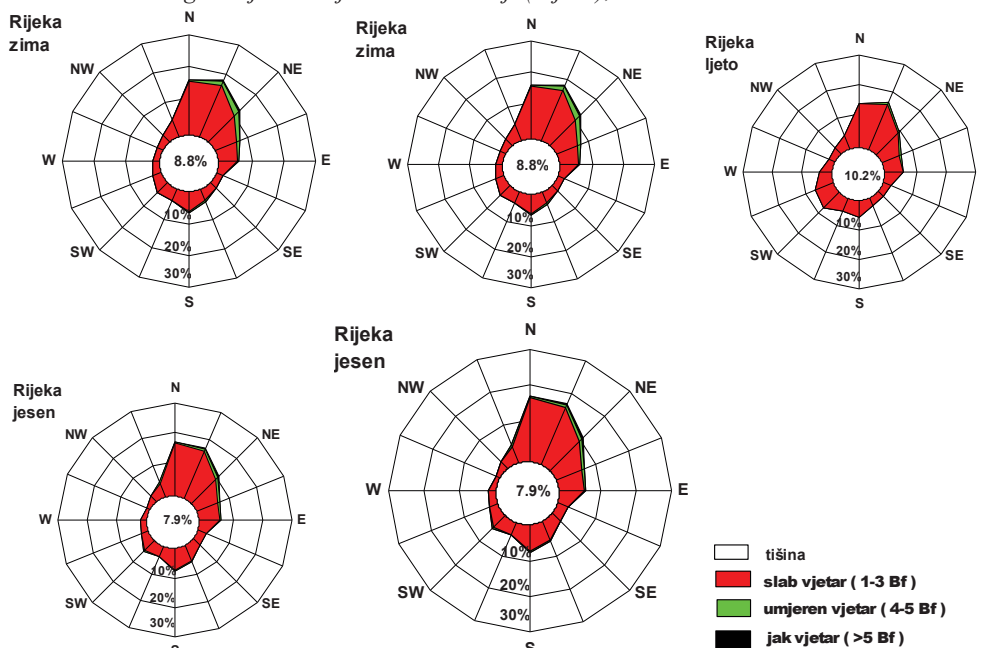 Rijeka
zima
N
NE
E
SE
S
SW
W
NW
8.8%
10%
20%
30%
Rijeka
zima
N
NE
E
SE
S
SW
W
NW
8.8%
10%
20%
30%
Rijeka
ljeto
N
NE
E
SE
S
SW
W
NW
10.2%
10%
20%
30%
Rijeka
jesen
N
NE
E
SE
SW
W
NW
7.9%
10%
20%
30%
Rijeka
jesen
N
NE
E
SE
SW
W
NW
7.9%
10%
20%
30%
tišina
slab vjetar ( 1-3 Bf )
umjeren vjetar ( 4-5 Bf )
jak vjetar ( >5 Bf )